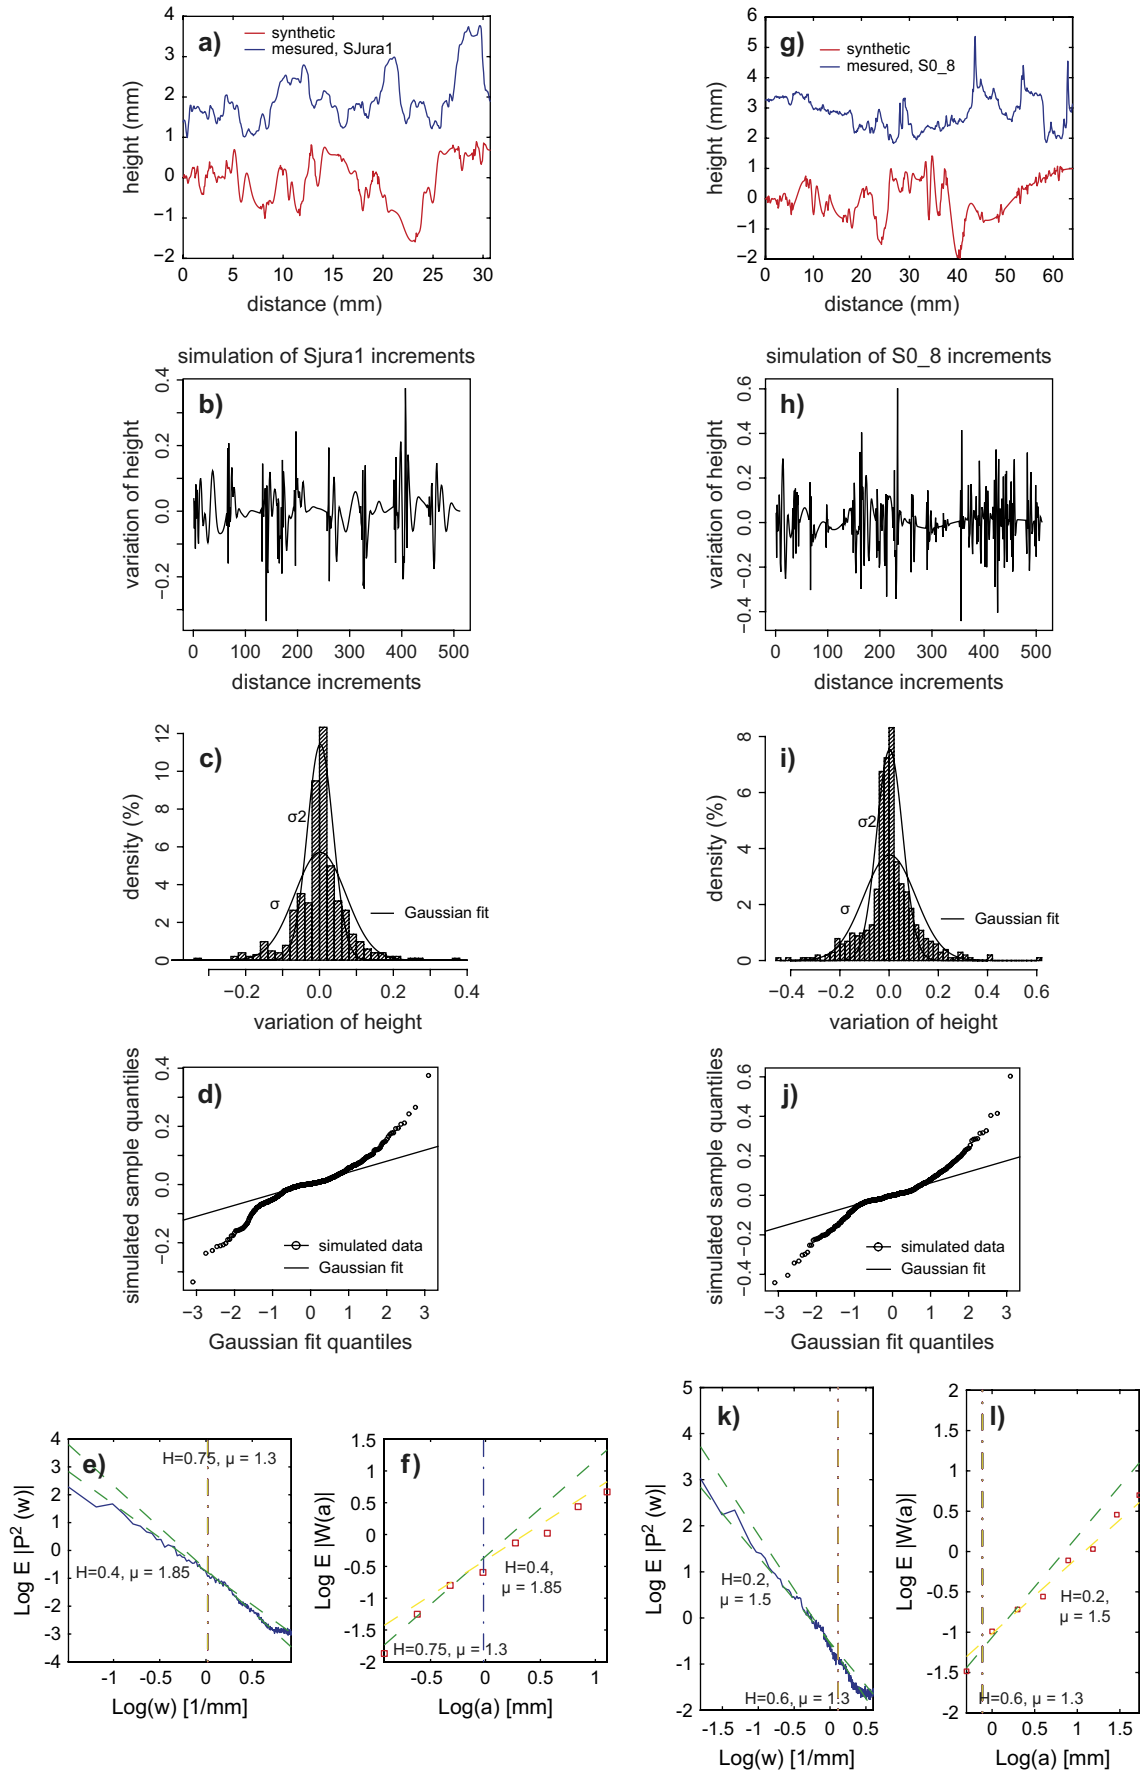 a)
synthetic
mesured, SJura1
height (mm)
4
3
2
1
0
−1
−2
0 5 10 15 20 25 30
distance (mm)
g)
synthetic
mesured, S0_8
height (mm)
6
5
4
3
2
1
0
−1
−2
0 10 20 30 40 50 60
distance (mm)
simulation of Sjura1 increments
b)
variation of height
0.4
0.2
0.0
−0.2
0 100 200 300 400 500
distance increments
simulation of S0_8 increments
h)
variation of height
0.6
0.4
0.2
0.0
−0.2
−0.4
0 100 200 300 400 500
distance increments
c)
density (%)
12
10
8
6
4
2
0
σ2
σ
Gaussian fit
−0.2 0.0 0.2 0.4
variation of height
i)
density (%)
8
6
4
2
0
σ2
σ
Gaussian fit
−0.4 −0.2 0.0 0.2 0.4 0.6
variation of height
d)
simulated sample quantiles
0.4
0.2
0.0
−0.2
simulated data
Gaussian fit
−3 −2 −1 0 1 2 3
Gaussian fit quantiles
j)
simulated sample quantiles
0.6
0.4
0.2
0.0
−0.2
−0.4
simulated data
Gaussian fit
−3 −2 −1 0 1 2 3
Gaussian fit quantiles
e)
Log E |P² (w)|
4
3
2
1
0
-1
-2
-3
-4
H=0.75, μ = 1.3
H=0.4, μ = 1.85
-1 -0.5 0 0.5
Log(w) [1/mm]
f)
Log E |W(a)|
1.5
1
0.5
0
-0.5
-1
-1.5
-2
H=0.4,
μ = 1.85
H=0.75, μ = 1.3
-0.5 0 0.5 1
Log(a) [mm]
k)
Log E |P² (w)|
5
4
3
2
1
0
-1
-2
H=0.2,
μ = 1.5
H=0.6, μ = 1.3
-1.5 -1 -0.5 0 0.5
Log(w) [1/mm]
l)
Log E |W(a)|
2
1.5
1
0.5
0
-0.5
-1
-1.5
-2
H=0.2,
μ = 1.5
H=0.6, μ = 1.3
0 0.5 1 1.5
Log(a) [mm]